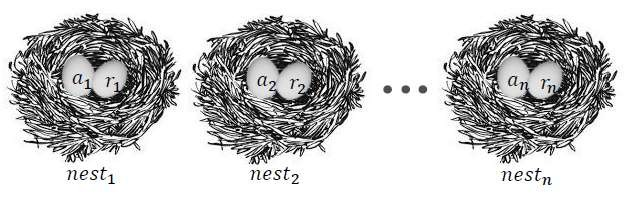 a₁ r₁ a₂ r₂ ••• aₙ rₙ
nest₁ nest₂ nestₙ